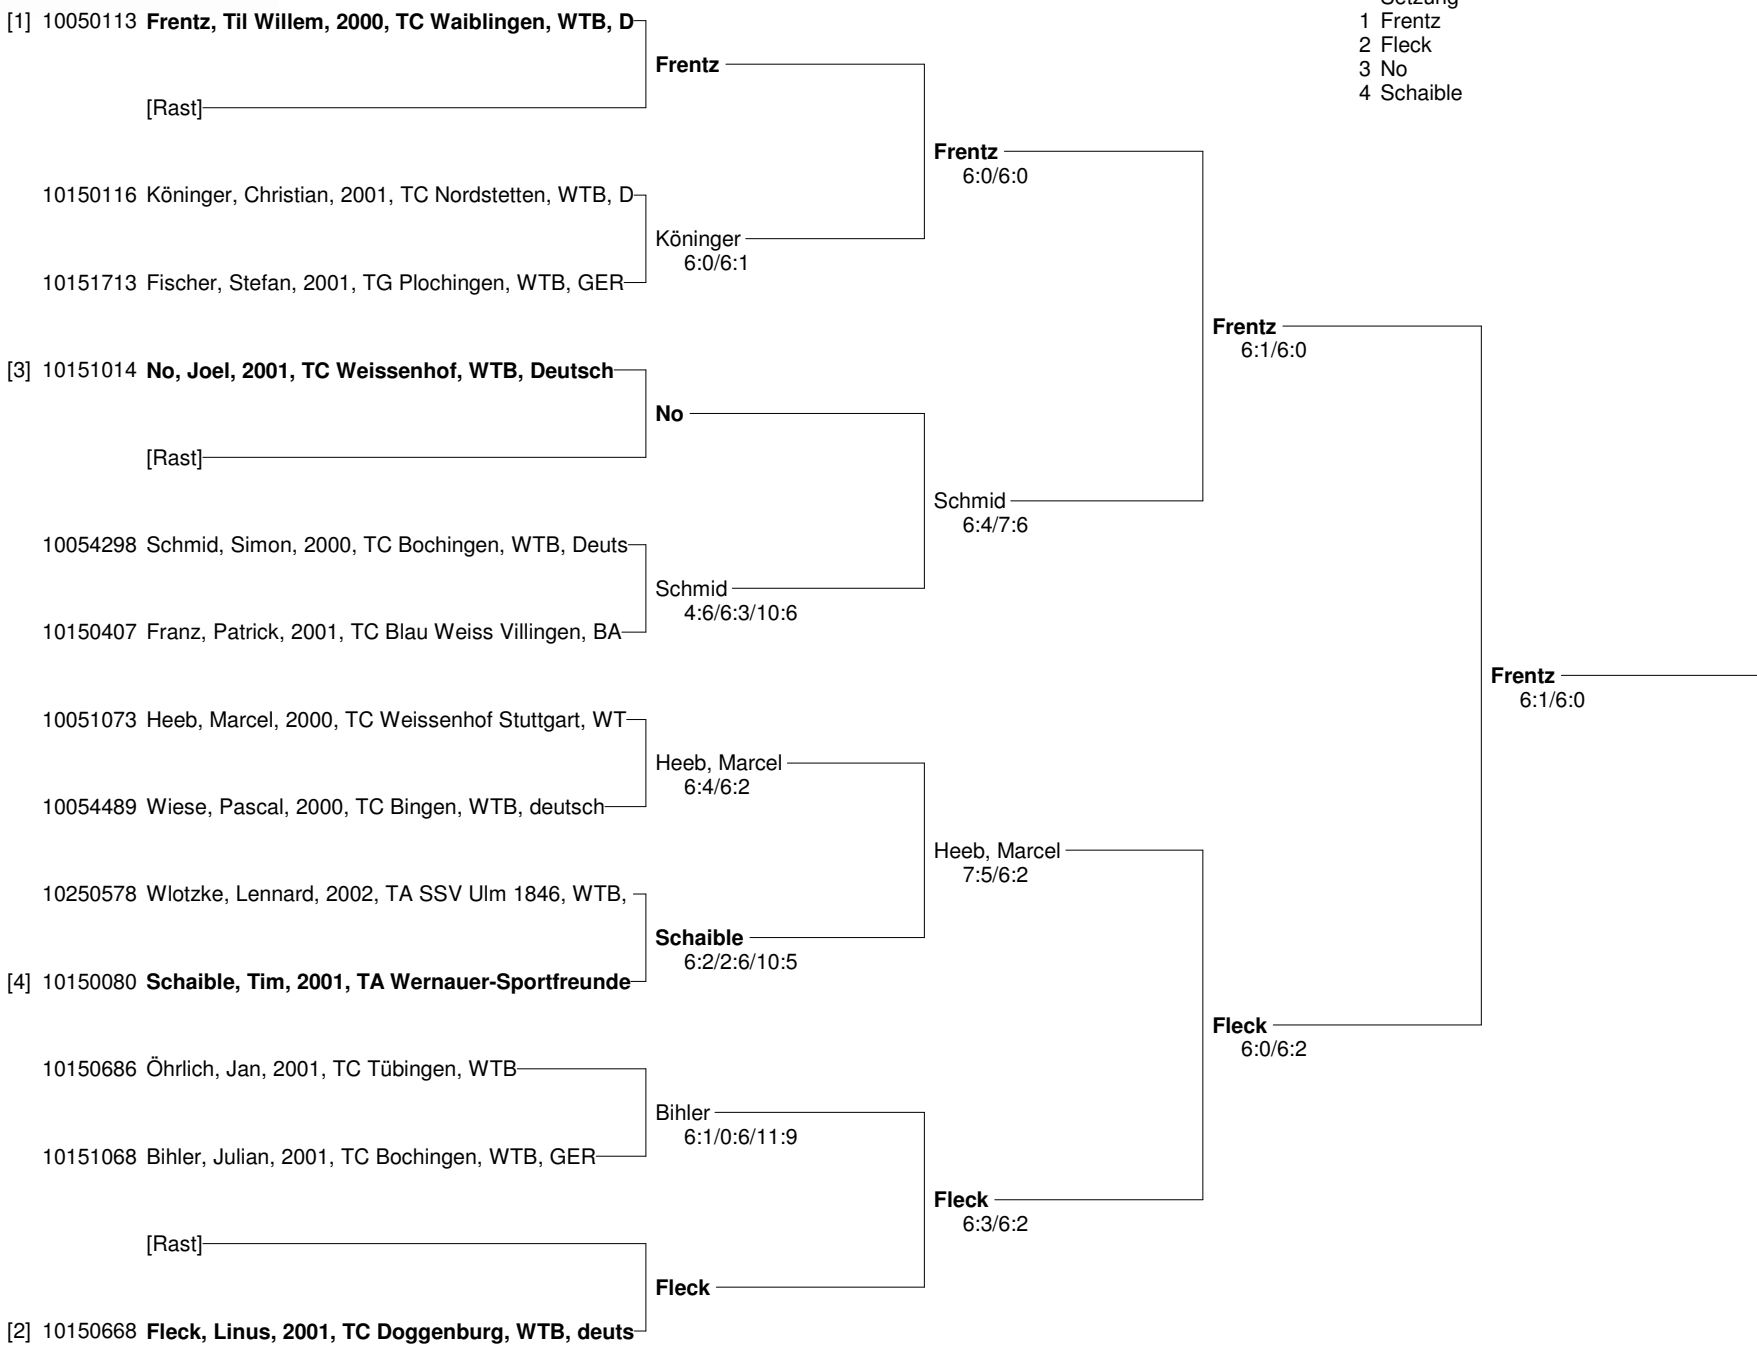 Setzung
1 Frentz
2 Fleck
3 No
4 Schaible
[1] 10050113 Frentz, Til Willem, 2000, TC Waiblingen, WTB, D
[Rast]
10150116 Köninger, Christian, 2001, TC Nordstetten, WTB, D
10151713 Fischer, Stefan, 2001, TG Plochingen, WTB, GER
[3] 10151014 No, Joel, 2001, TC Weissenhof, WTB, Deutsch
[Rast]
10054298 Schmid, Simon, 2000, TC Bochingen, WTB, Deuts
10150407 Franz, Patrick, 2001, TC Blau Weiss Villingen, BA
10051073 Heeb, Marcel, 2000, TC Weissenhof Stuttgart, WT
10054489 Wiese, Pascal, 2000, TC Bingen, WTB, deutsch
10250578 Wlotzke, Lennard, 2002, TA SSV Ulm 1846, WTB,
[4] 10150080 Schaible, Tim, 2001, TA Wernauer-Sportfreunde
10150686 Öhrlich, Jan, 2001, TC Tübingen, WTB
10151068 Bihler, Julian, 2001, TC Bochingen, WTB, GER
[Rast]
[2] 10150668 Fleck, Linus, 2001, TC Doggenburg, WTB, deuts
Frentz
Köninger
6:0/6:1
No
Schmid
4:6/6:3/10:6
Heeb, Marcel
6:4/6:2
Schaible
6:2/2:6/10:5
Bihler
6:1/0:6/11:9
Fleck
Frentz
6:0/6:0
Schmid
6:4/7:6
Heeb, Marcel
7:5/6:2
Fleck
6:3/6:2
Frentz
6:1/6:0
Fleck
6:0/6:2
Frentz
6:1/6:0